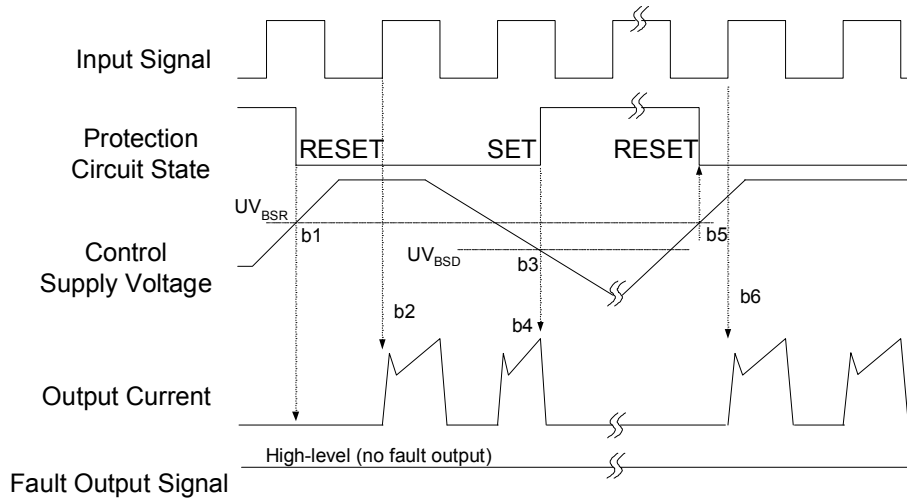 Input Signal
Protection
Circuit State
RESET
SET
RESET
UVBSR
b1
b5
UVBSD
b3
Control
Supply Voltage
b2
b4
b6
Output Current
High-level (no fault output)
Fault Output Signal